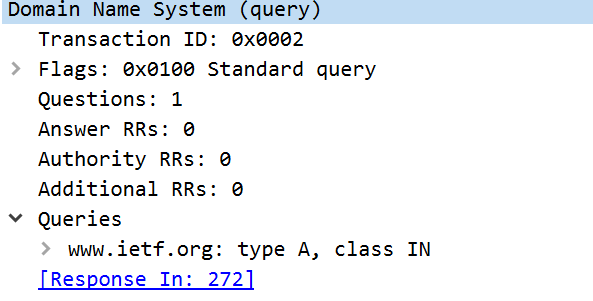 Domain Name System (query)
Transaction ID: 0x0002
Flags: 0x0100 Standard query
Questions: 1
Answer RRs: 0
Authority RRs: 0
Additional RRs: 0
Queries
www.ietf.org: type A, class IN
[Response In: 272]